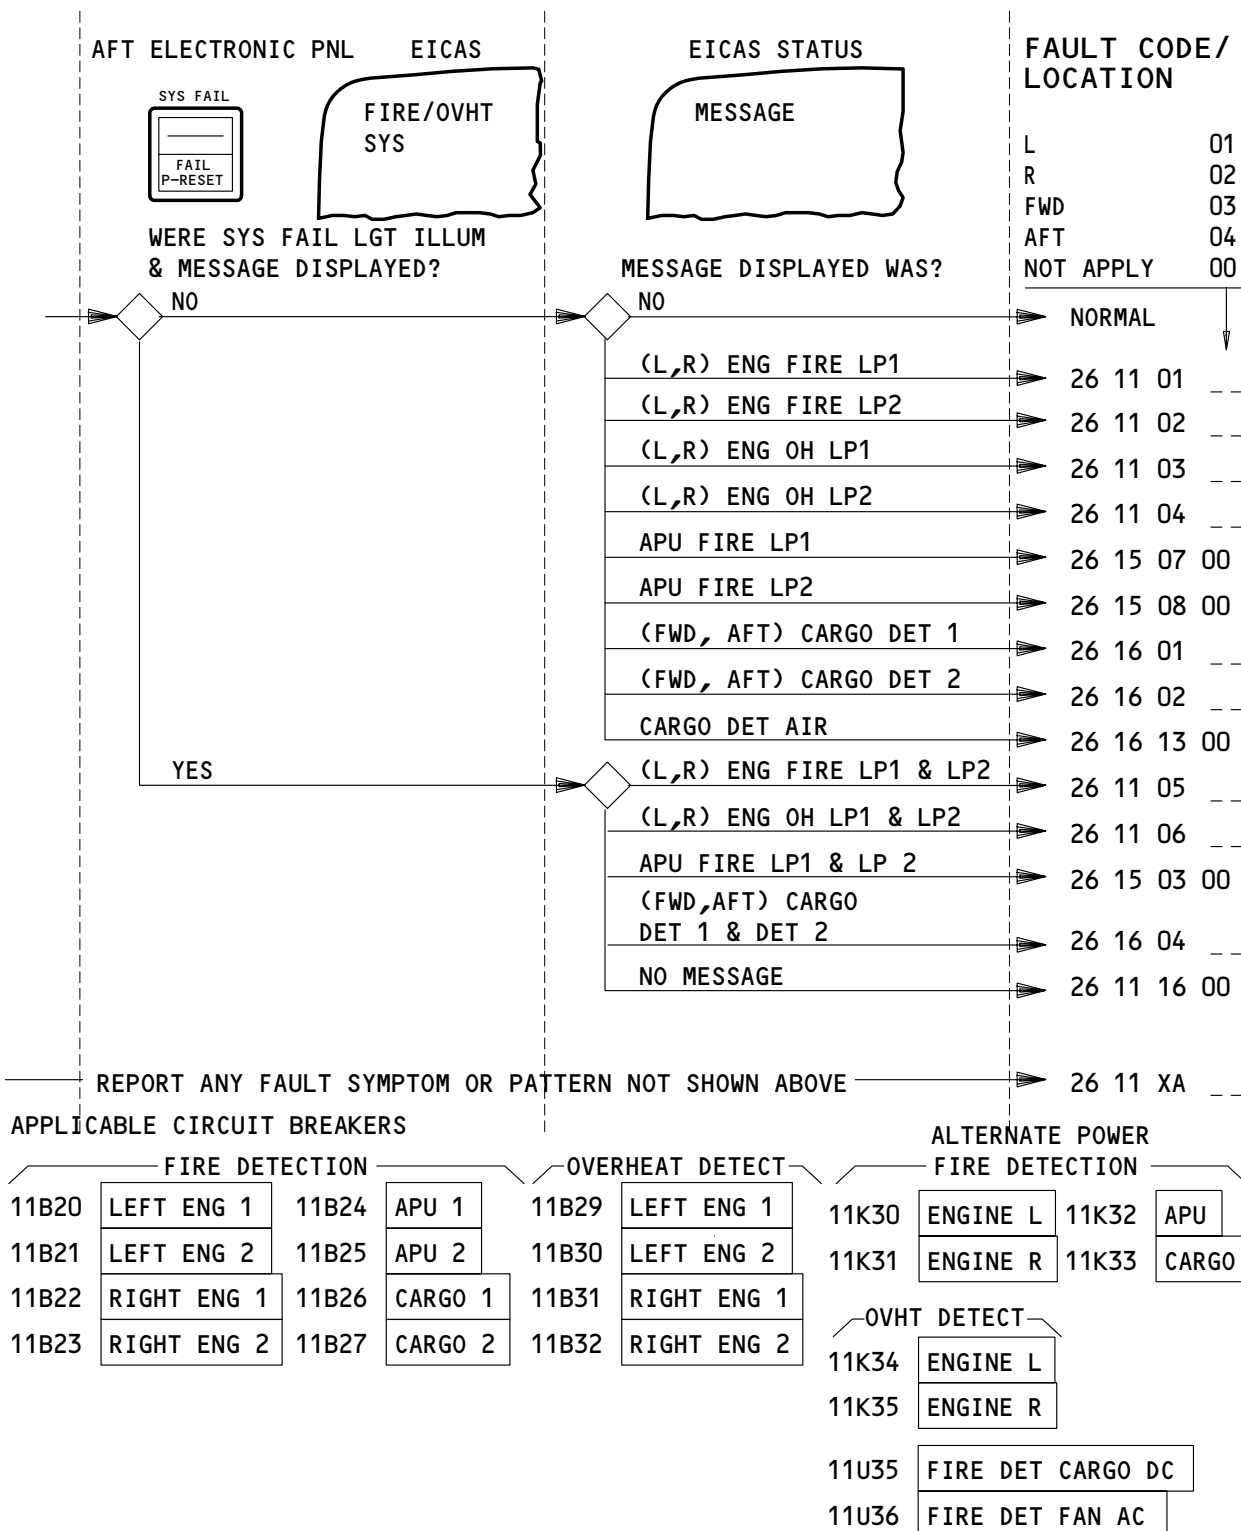 AFT ELECTRONIC PNL EICAS EICAS STATUS FAULT CODE/
LOCATION
SYS FAIL
FAIL
P-RESET
FIRE/OVHT
SYS
MESSAGE
L 01
R 02
FWD 03
AFT 04
NOT APPLY 00
WERE SYS FAIL LGT ILLUM
& MESSAGE DISPLAYED?
MESSAGE DISPLAYED WAS?
NO NO NORMAL
(L,R) ENG FIRE LP1 26 11 01 _ _
(L,R) ENG FIRE LP2 26 11 02 _ _
(L,R) ENG OH LP1 26 11 03 _ _
(L,R) ENG OH LP2 26 11 04 _ _
APU FIRE LP1 26 15 07 00
APU FIRE LP2 26 15 08 00
(FWD, AFT) CARGO DET 1 26 16 01 _ _
(FWD, AFT) CARGO DET 2 26 16 02 _ _
CARGO DET AIR 26 16 13 00
YES (L,R) ENG FIRE LP1 & LP2 26 11 05 _ _
(L,R) ENG OH LP1 & LP2 26 11 06 _ _
APU FIRE LP1 & LP 2 26 15 03 00
(FWD,AFT) CARGO
DET 1 & DET 2 26 16 04 _ _
NO MESSAGE 26 11 16 00
REPORT ANY FAULT SYMPTOM OR PATTERN NOT SHOWN ABOVE 26 11 XA _ _
APPLICABLE CIRCUIT BREAKERS
FIRE DETECTION
11B20 LEFT ENG 1 11B24 APU 1
11B21 LEFT ENG 2 11B25 APU 2
11B22 RIGHT ENG 1 11B26 CARGO 1
11B23 RIGHT ENG 2 11B27 CARGO 2
OVERHEAT DETECT
11B29 LEFT ENG 1
11B30 LEFT ENG 2
11B31 RIGHT ENG 1
11B32 RIGHT ENG 2
ALTERNATE POWER
FIRE DETECTION
11K30 ENGINE L 11K32 APU
11K31 ENGINE R 11K33 CARGO
OVHT DETECT
11K34 ENGINE L
11K35 ENGINE R
11U35 FIRE DET CARGO DC
11U36 FIRE DET FAN AC